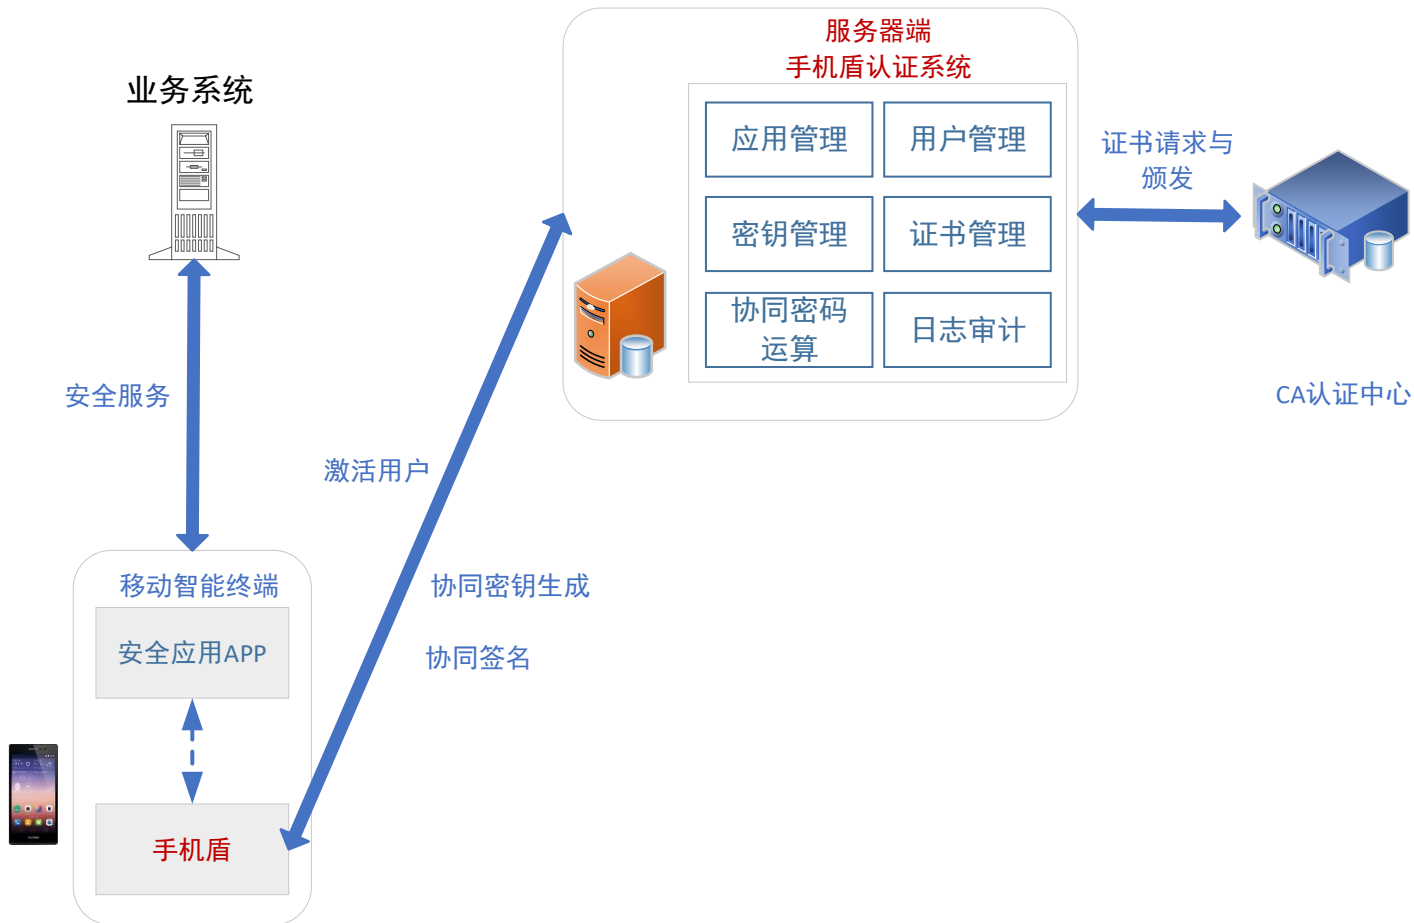 服务器端
手机盾认证系统
业务系统
应用管理
用户管理
证书请求与
颁发
密钥管理
证书管理
协同密码
运算
日志审计
安全服务
CA认证中心
激活用户
移动智能终端
协同密钥生成
安全应用APP
协同签名
手机盾